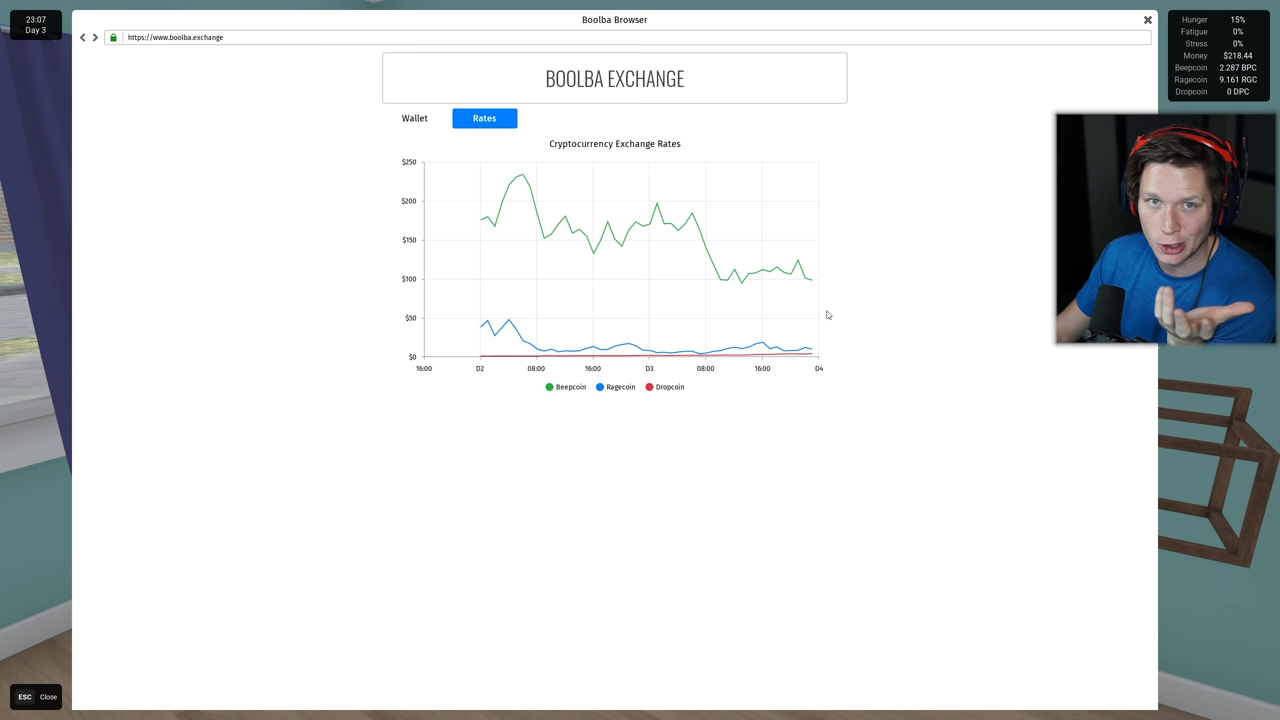 23:07
Day 3
Boolba Browser
https://www.boolba.exchange
Hunger 15%
Fatigue 0%
Stress 0%
Money $218.44
Beepcoin 2.287 BPC
Ragecoin 9.161 RGC
Dropcoin 0 DPC
BOOLBA EXCHANGE
Wallet Rates
Cryptocurrency Exchange Rates
$250
$200
$150
$100
$50
$0
16:00 D2 08:00 16:00 D3 08:00 16:00 D4
Beepcoin Ragecoin Dropcoin
ESC Close